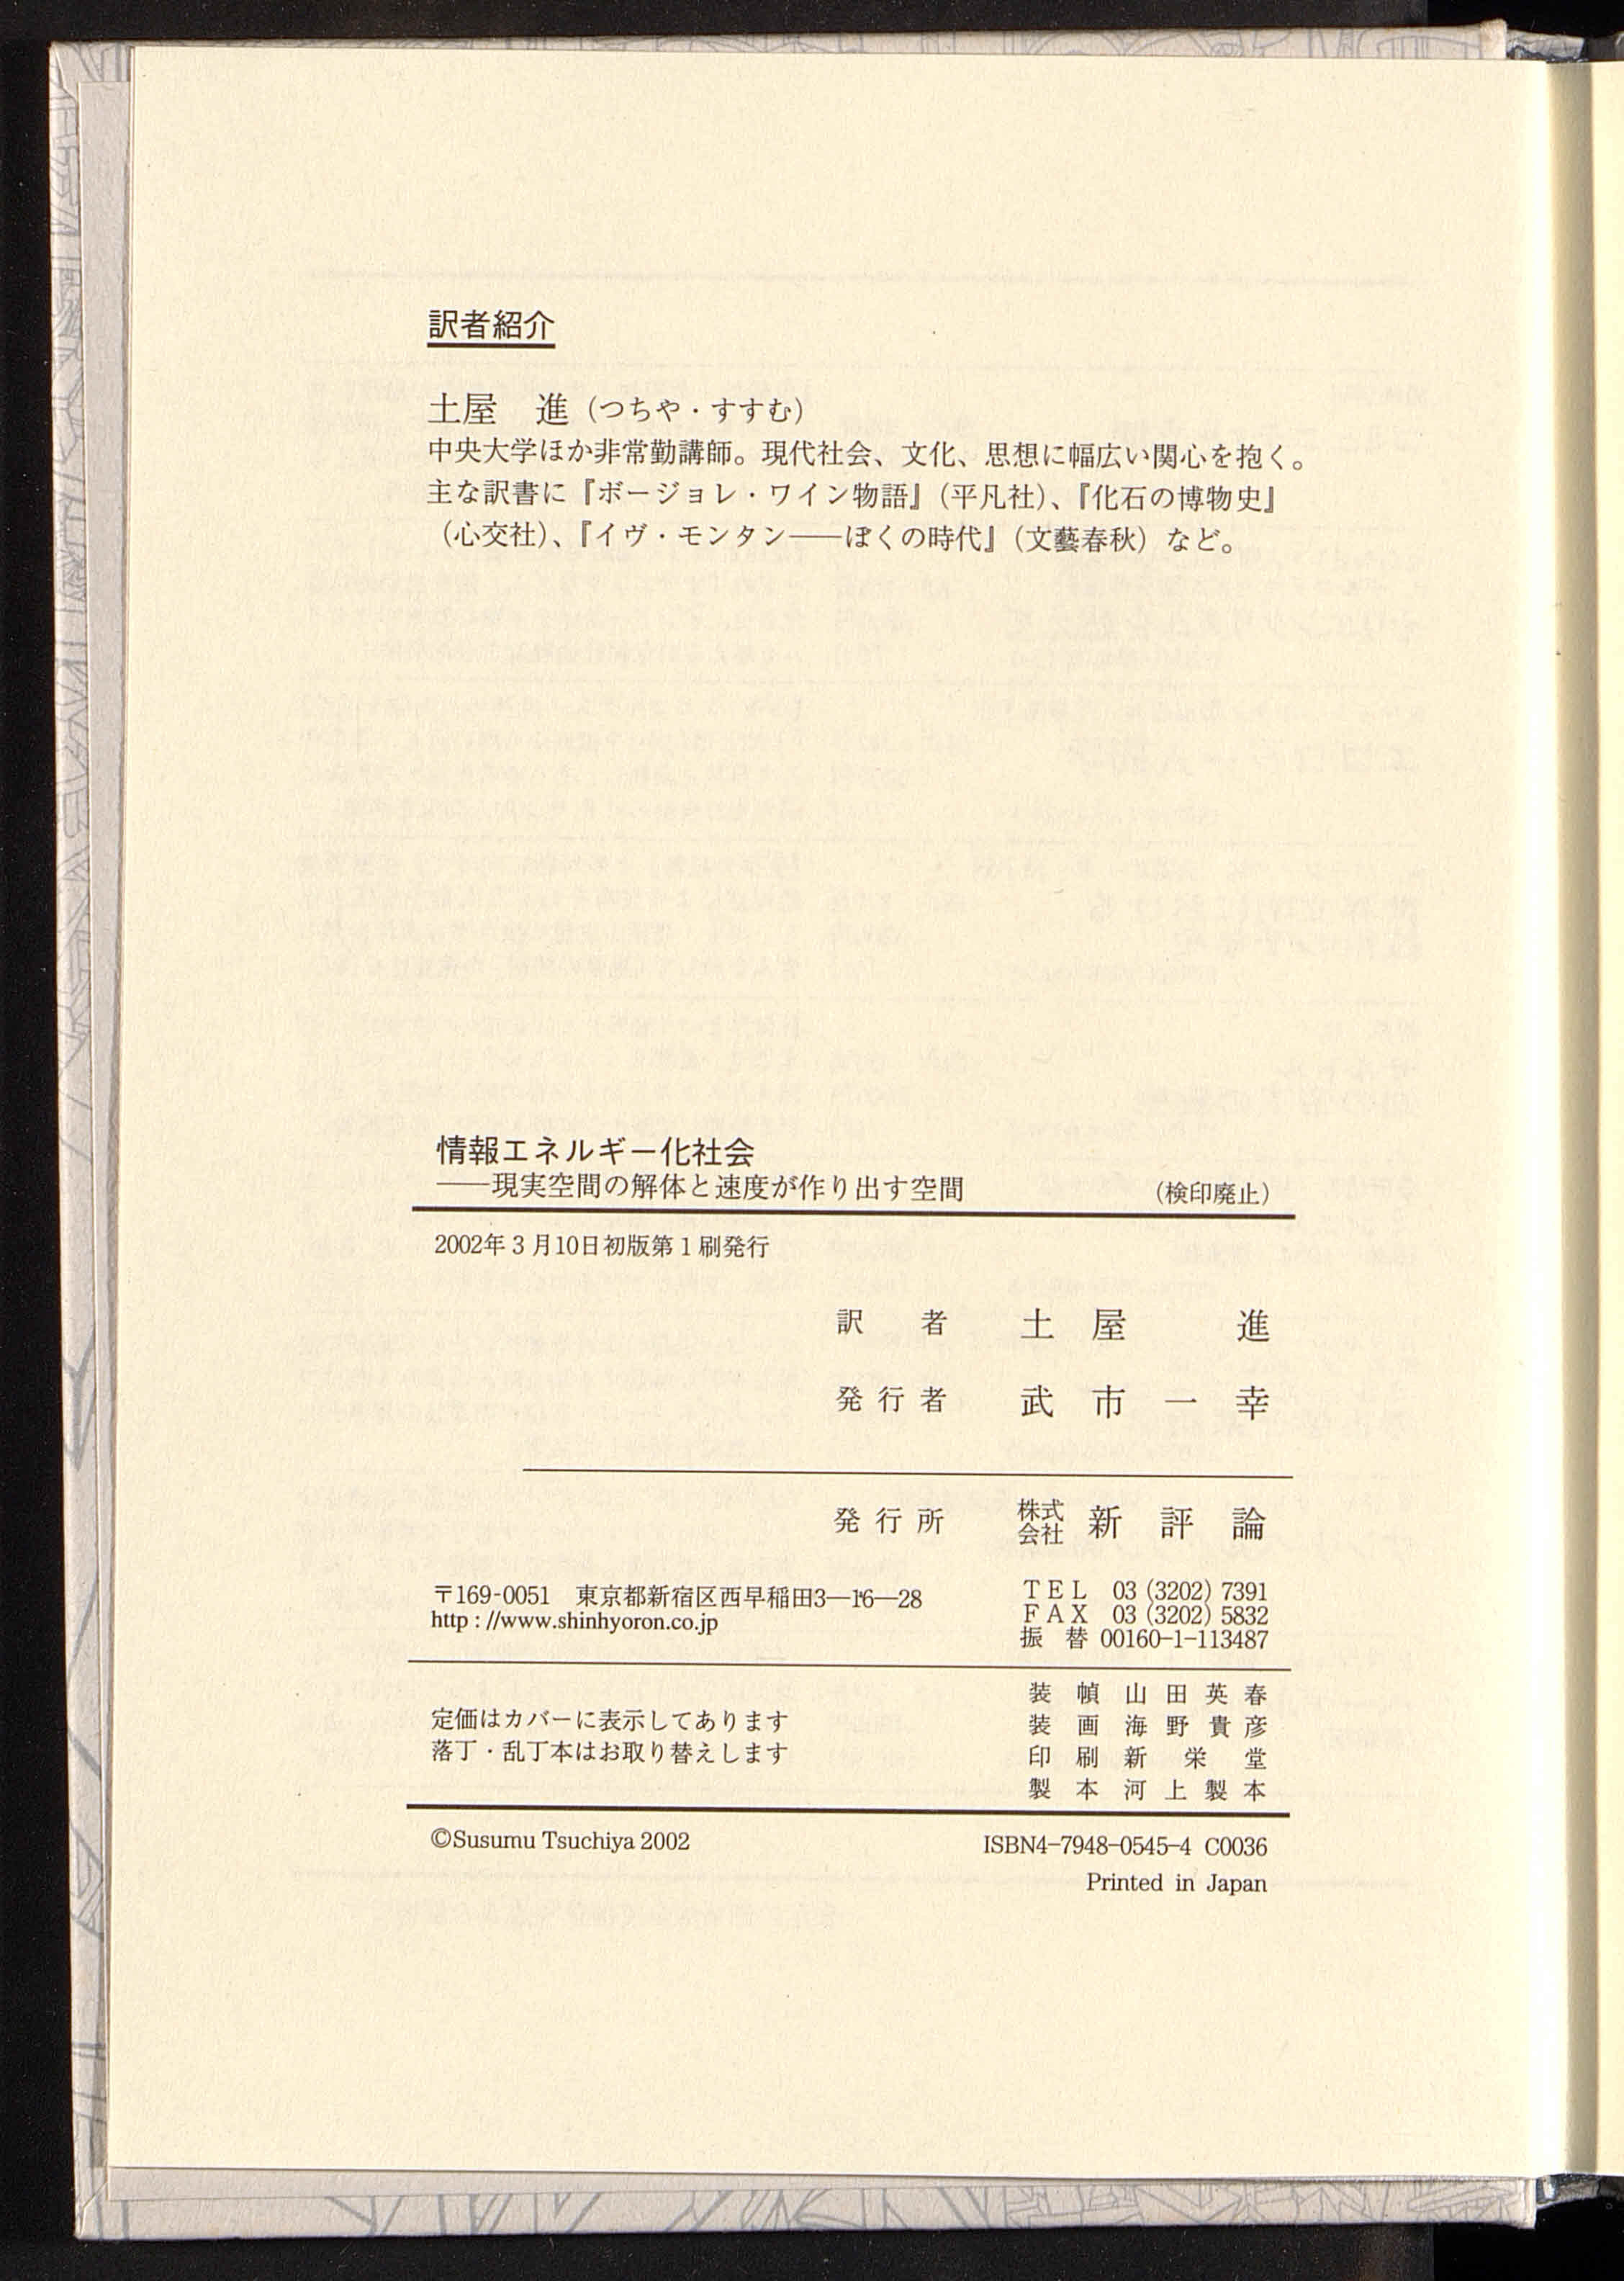 訳者紹介
土屋　進（つちや・すすむ）
中央大学ほか非常勤講師。現代社会、文化、思想に幅広い関心を抱く。
主な訳書に『ボージョレ・ワイン物語』（平凡社）、『化石の博物史』
（心交社）、『イヴ・モンタン――ぼくの時代』（文藝春秋）など。
情報エネルギー化社会
――現実空間の解体と速度が作り出す空間　（検印廃止）
2002年3月10日初版第1刷発行
訳　者　土屋　進
発行者　武市一幸
発行所　株式会社　新評論
〒169-0051　東京都新宿区西早稲田3―16―28
http : //www.shinhyoron.co.jp
TEL　03 (3202) 7391
FAX　03 (3202) 5832
振替　00160-1-113487
定価はカバーに表示してあります
落丁・乱丁本はお取り替えします
装幀　山田英春
装画　海野貴彦
印刷　新栄堂
製本　河上製本
©Susumu Tsuchiya 2002
ISBN4-7948-0545-4 C0036
Printed in Japan